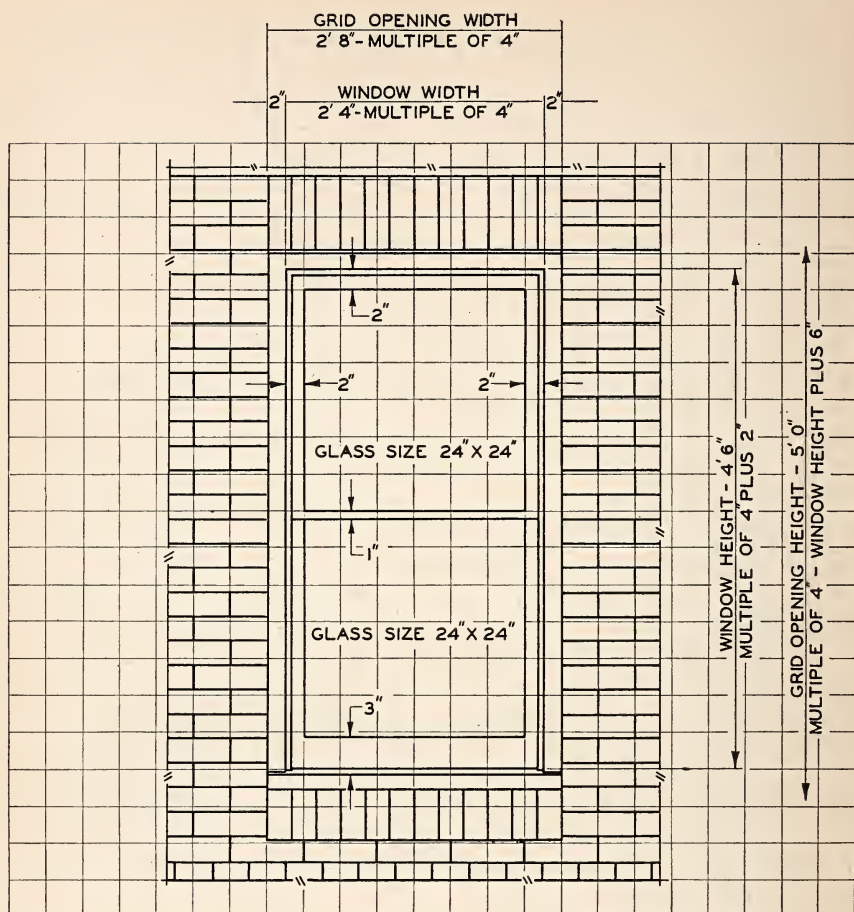 GRID OPENING WIDTH
2' 8"-MULTIPLE OF 4"
2"
WINDOW WIDTH
2' 4"-MULTIPLE OF 4"
2"
2"
2"
2"
GLASS SIZE 24" X 24"
1"
GLASS SIZE 24" X 24"
3"
WINDOW HEIGHT - 4' 6"
MULTIPLE OF 4" PLUS 2"
GRID OPENING HEIGHT - 5' 0"
MULTIPLE OF 4" - WINDOW HEIGHT PLUS 6"